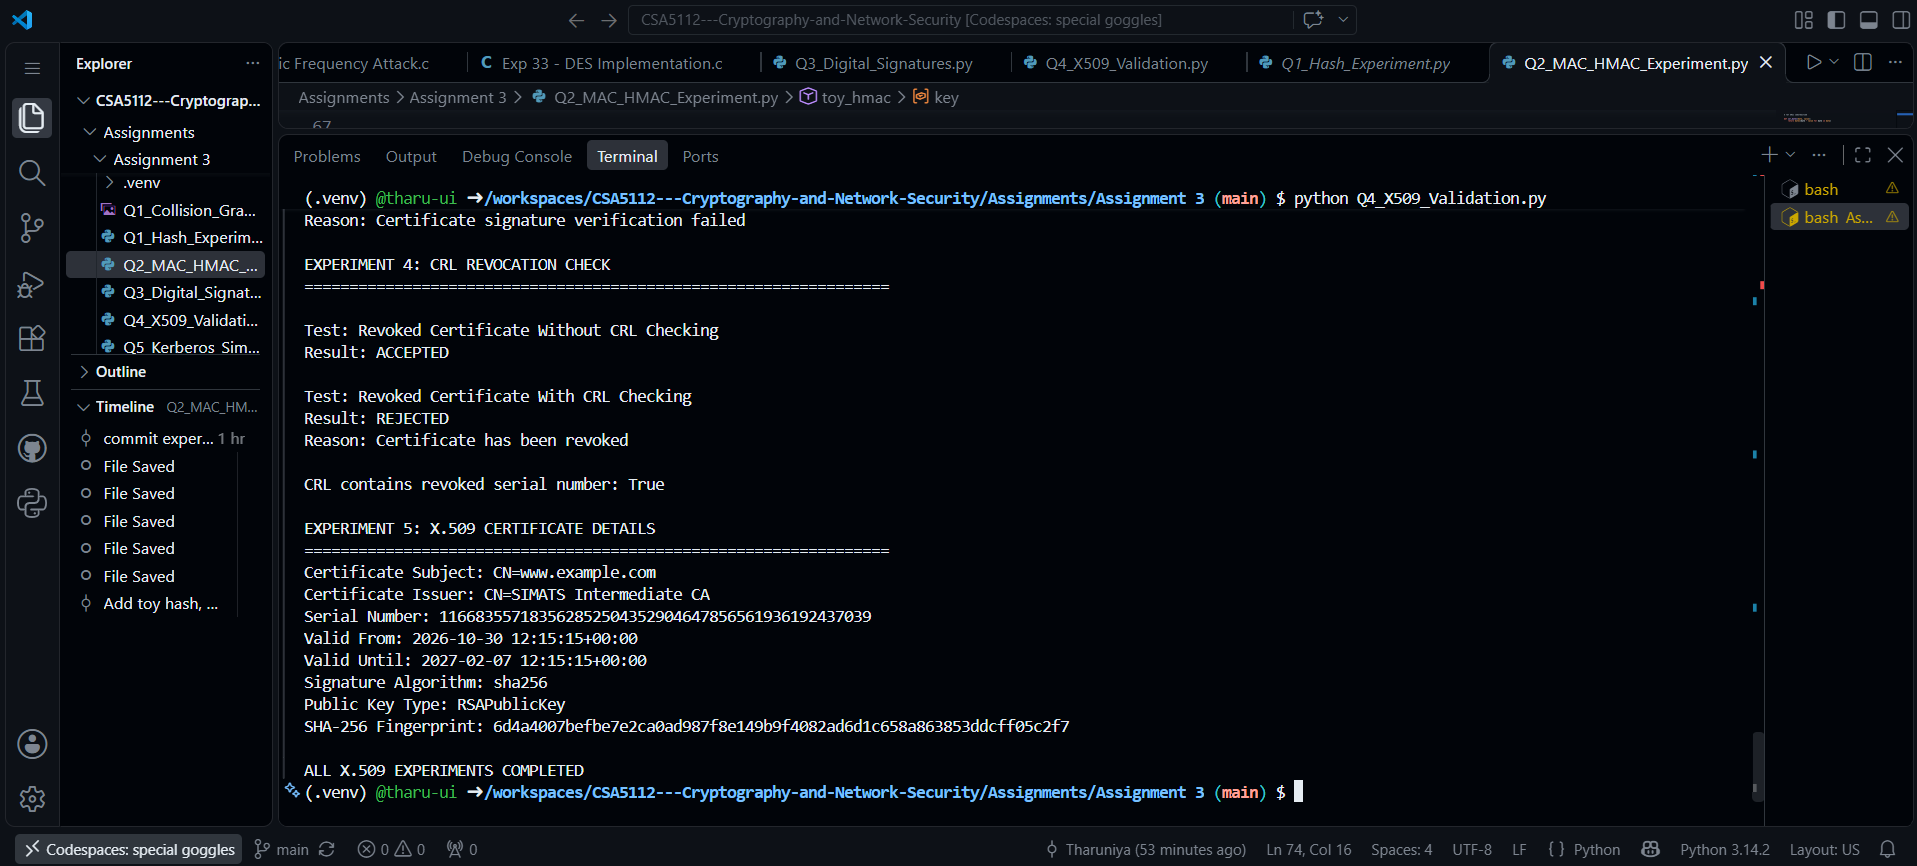 CSA5112---Cryptography-and-Network-Security [Codespaces: special goggles]
Explorer
CSA5112---Cryptograp...
Assignments
Assignment 3
.venv
Q1_Collision_Gra...
Q1_Hash_Experim...
Q2_MAC_HMAC_...
Q3_Digital_Signat...
Q4_X509_Validati...
Q5_Kerberos_Sim...
Outline
Timeline Q2_MAC_HM...
commit exper... 1 hr
File Saved
File Saved
File Saved
File Saved
File Saved
Add toy hash, ...
ic Frequency Attack.c
C Exp 33 - DES Implementation.c
Q3_Digital_Signatures.py
Q4_X509_Validation.py
Q1_Hash_Experiment.py
Q2_MAC_HMAC_Experiment.py
Assignments > Assignment 3 > Q2_MAC_HMAC_Experiment.py > toy_hmac > key
67
Problems Output Debug Console Terminal Ports
(.venv) @tharu-ui ➜/workspaces/CSA5112---Cryptography-and-Network-Security/Assignments/Assignment 3 (main) $ python Q4_X509_Validation.py
Reason: Certificate signature verification failed
EXPERIMENT 4: CRL REVOCATION CHECK
=================================================================
Test: Revoked Certificate Without CRL Checking
Result: ACCEPTED
Test: Revoked Certificate With CRL Checking
Result: REJECTED
Reason: Certificate has been revoked
CRL contains revoked serial number: True
EXPERIMENT 5: X.509 CERTIFICATE DETAILS
=================================================================
Certificate Subject: CN=www.example.com
Certificate Issuer: CN=SIMATS Intermediate CA
Serial Number: 116683557183562852504352904647856561936192437039
Valid From: 2026-10-30 12:15:15+00:00
Valid Until: 2027-02-07 12:15:15+00:00
Signature Algorithm: sha256
Public Key Type: RSAPublicKey
SHA-256 Fingerprint: 6d4a4007befbe7e2ca0ad987f8e149b9f4082ad6d1c658a863853ddcff05c2f7
ALL X.509 EXPERIMENTS COMPLETED
(.venv) @tharu-ui ➜/workspaces/CSA5112---Cryptography-and-Network-Security/Assignments/Assignment 3 (main) $
bash
bash As...
Codespaces: special goggles main 0 0 0 Tharuniya (53 minutes ago) Ln 74, Col 16 Spaces: 4 UTF-8 LF {} Python Python 3.14.2 Layout: US